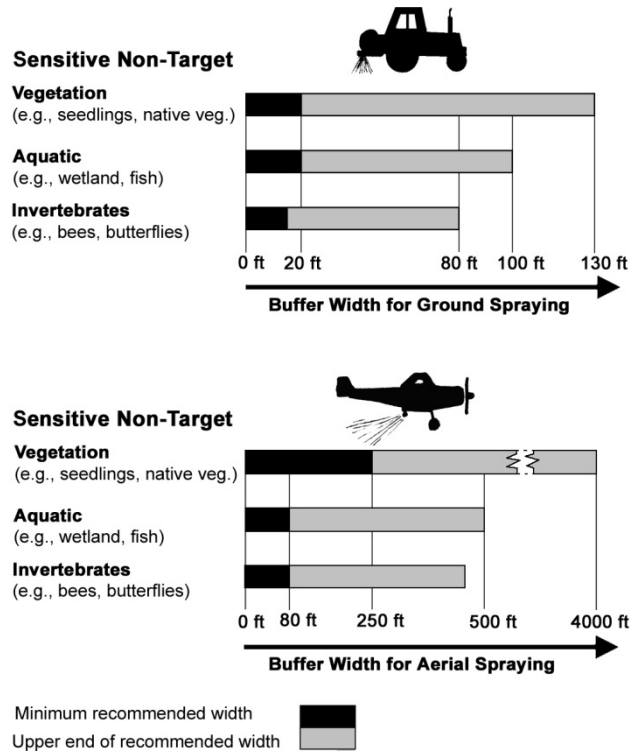 Sensitive Non-Target
Vegetation
(e.g., seedlings, native veg.)
Aquatic
(e.g., wetland, fish)
Invertebrates
(e.g., bees, butterflies)
0 ft 20 ft 80 ft 100 ft 130 ft
Buffer Width for Ground Spraying
Sensitive Non-Target
Vegetation
(e.g., seedlings, native veg.)
Aquatic
(e.g., wetland, fish)
Invertebrates
(e.g., bees, butterflies)
0 ft 80 ft 250 ft 500 ft 4000 ft
Buffer Width for Aerial Spraying
Minimum recommended width
Upper end of recommended width